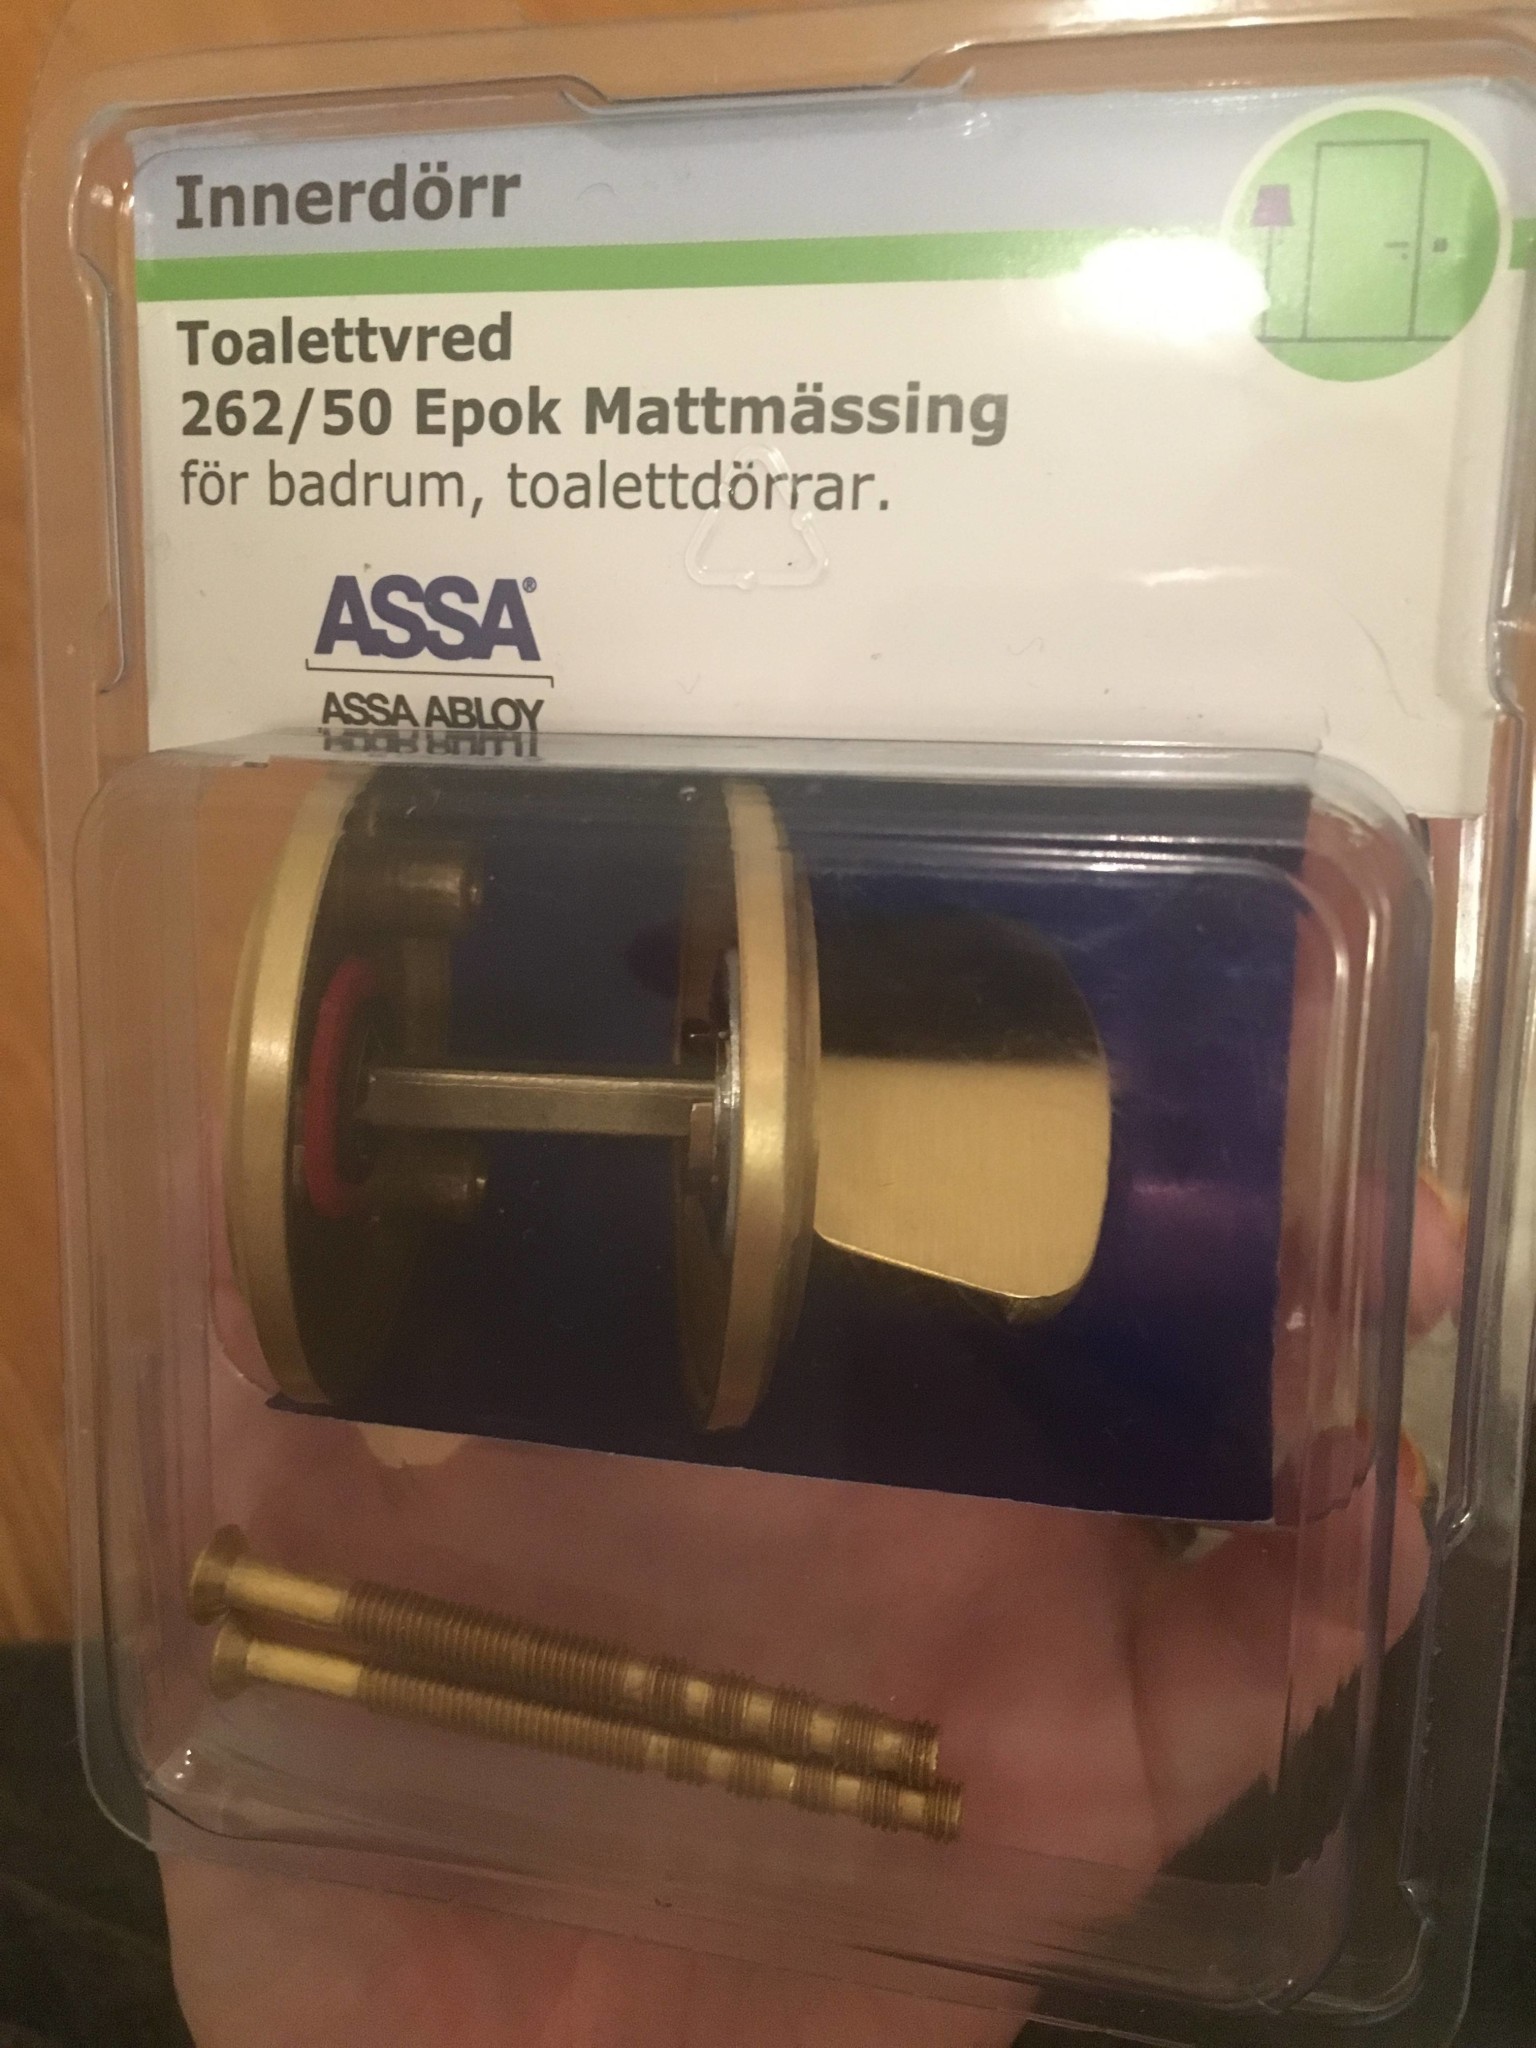 Innerdörr
Toalettvred
262/50 Epok Mattmässing
för badrum, toalettdörrar.
ASSA®
ASSA ABLOY